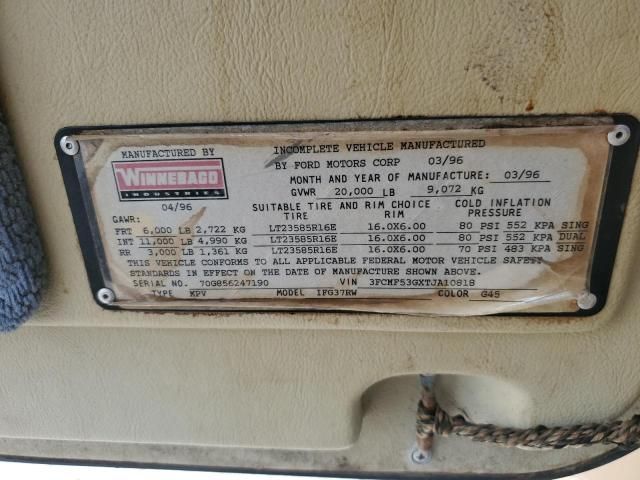 MANUFACTURED BY
WINNEBAGO
INDUSTRIES
04/96
INCOMPLETE VEHICLE MANUFACTURED
BY FORD MOTORS CORP 03/96
MONTH AND YEAR OF MANUFACTURE: 03/96
GVWR 20,000 LB 9,072 KG
SUITABLE TIRE AND RIM CHOICE COLD INFLATION
GAWR: TIRE RIM PRESSURE
FRT 6,000 LB 2,722 KG LT23585R16E 16.0X6.00 80 PSI 552 KPA SING
INT 11,000 LB 4,990 KG LT23585R16E 16.0X6.00 80 PSI 552 KPA DUAL
RR 3,000 LB 1,361 KG LT23585R16E 16.0X6.00 70 PSI 483 KPA SING
THIS VEHICLE CONFORMS TO ALL APPLICABLE FEDERAL MOTOR VEHICLE SAFETY
STANDARDS IN EFFECT ON THE DATE OF MANUFACTURE SHOWN ABOVE.
SERIAL NUMBER 70G856247190 VIN 3FCMF53GXTJA10818
TYPE MPV MODEL IFG37RW COLOR G45